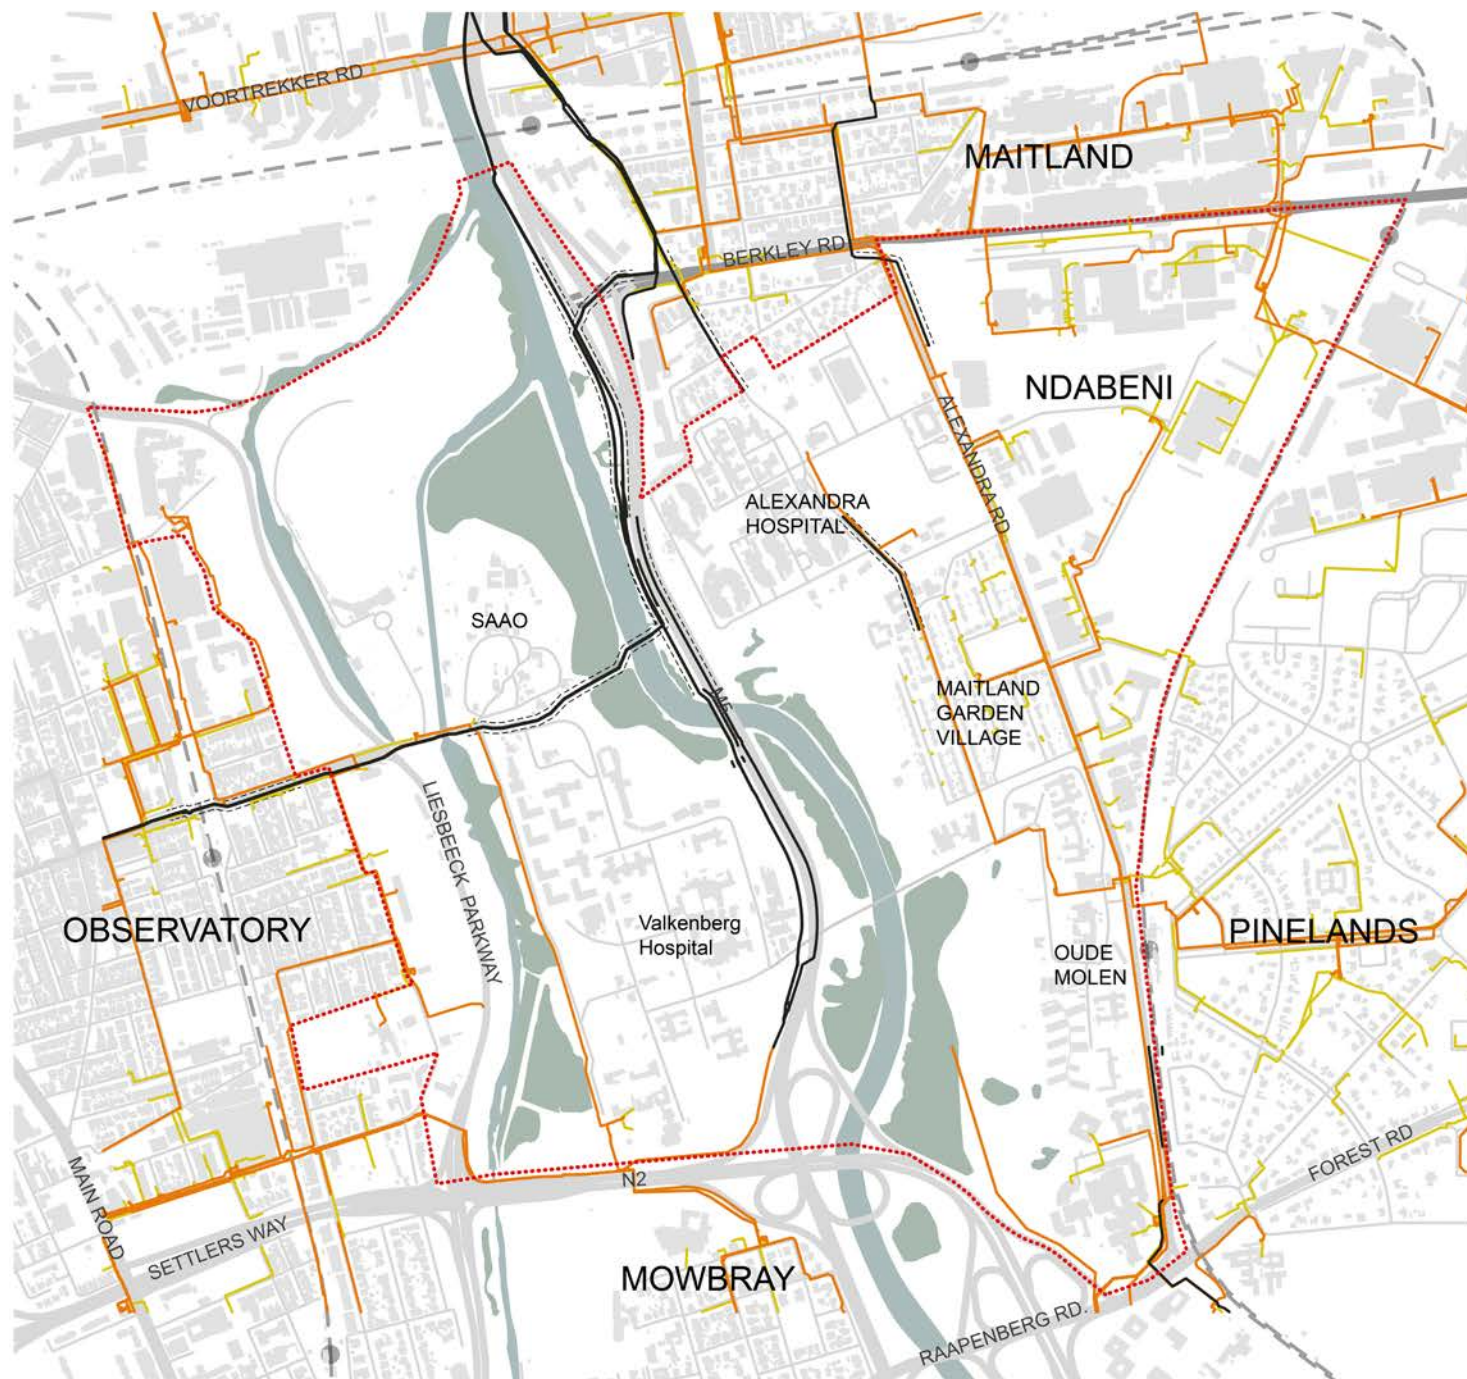 VOORTREKKER RD
MAITLAND
BERKLEY RD
NDABENI
ALEXANDRA RD
ALEXANDRA
HOSPITAL
SAAO
MAITLAND
GARDEN
VILLAGE
M5
LIESBEECK PARKWAY
OBSERVATORY
Valkenberg
Hospital
PINELANDS
OUDE
MOLEN
FOREST RD
MAIN ROAD
N2
SETTLERS WAY
MOWBRAY
RAAPENBERG RD.